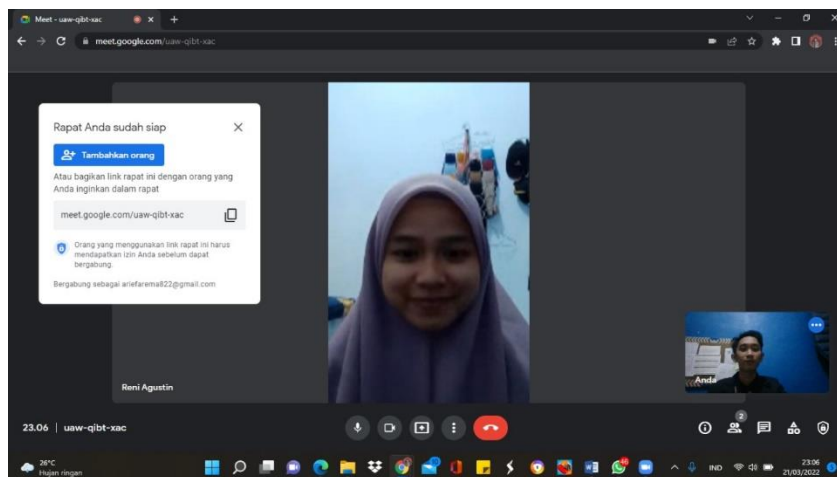 Meet - uaw-qibt-xac
meet.google.com/uaw-qibt-xac
Rapat Anda sudah siap
Tambahkan orang
Atau bagikan link rapat ini dengan orang yang
Anda inginkan dalam rapat
meet.google.com/uaw-qibt-xac
Orang yang menggunakan link rapat ini harus
mendapatkan izin Anda sebelum dapat
bergabung.
Bergabung sebagai ariefarema822@gmail.com
Reni Agustin
Anda
23.06 | uaw-qibt-xac
2
26°C
Hujan ringan
IND
23:06
21/03/2022